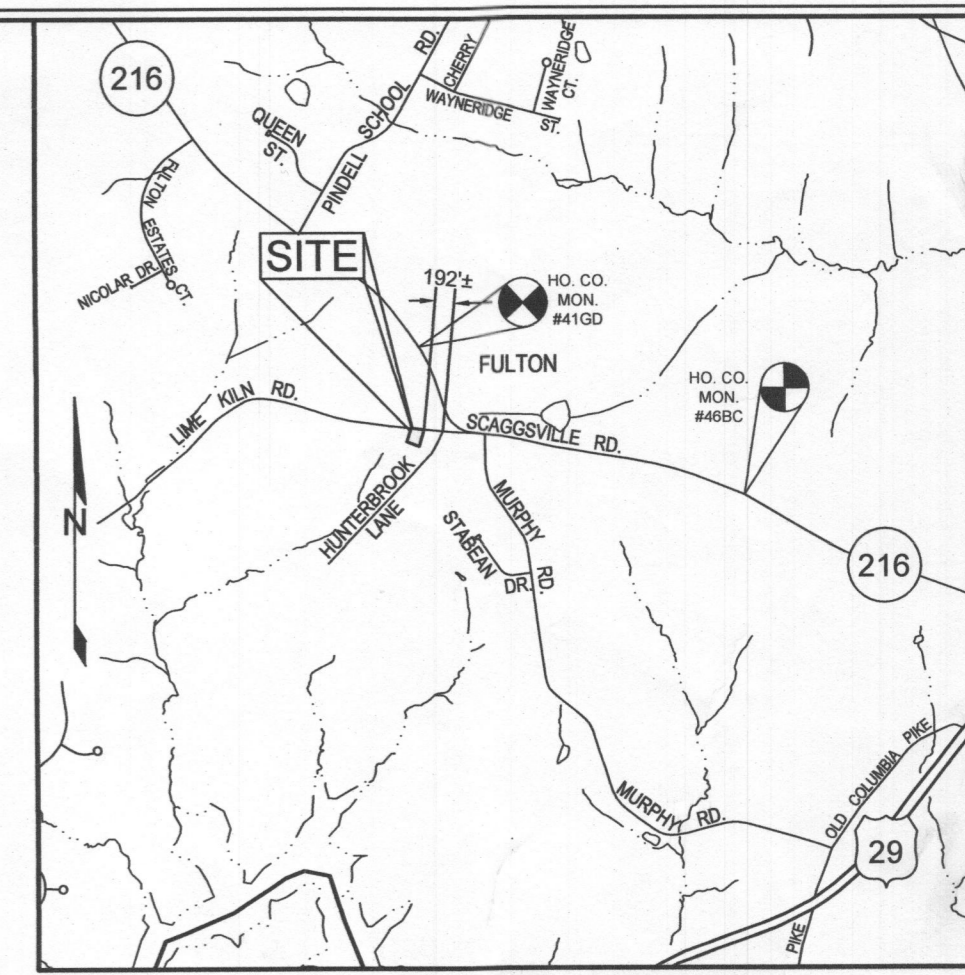 216
RD.
CHERRY
WAYNERIDGE
CT.
WAYNERIDGE
ST.
QUEEN
ST.
PINDELL SCHOOL
FULTON
ESTATES
CT.
NICOLAR DR.
SITE
192'±
HO. CO.
MON.
#41GD
FULTON
HO. CO.
MON.
#46BC
LIME KILN RD.
SCAGGSVILLE RD.
N
HUNTERBROOK
LANE
MURPHY
RD.
STABEAN
DR.
216
MURPHY RD.
OLD COLUMBIA PIKE
29
PIKE